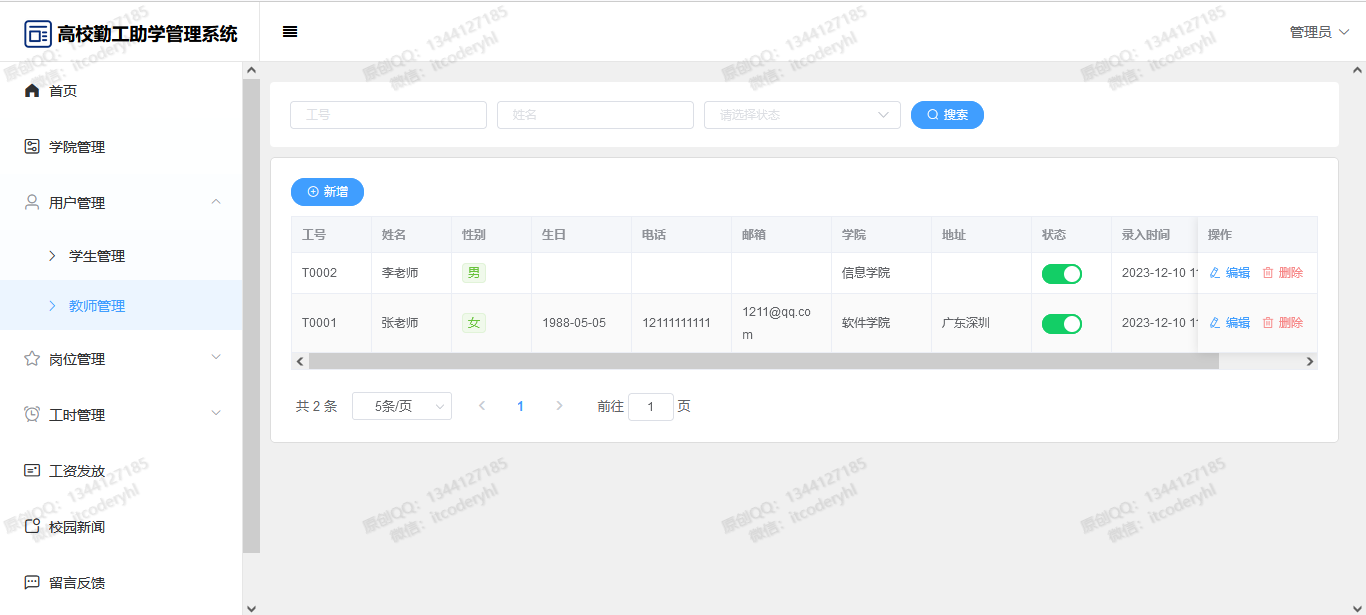 高校勤工助学管理系统
管理员
首页
学院管理
用户管理
学生管理
教师管理
岗位管理
工时管理
工资发放
校园新闻
留言反馈
工号 姓名 请选择状态 搜索
新增
工号 姓名 性别 生日 电话 邮箱 学院 地址 状态 录入时间 操作
T0002 李老师 男 信息学院 2023-12-10 11 编辑 删除
T0001 张老师 女 1988-05-05 12111111111 1211@qq.co
m 软件学院 广东深圳 2023-12-10 11 编辑 删除
共 2 条 5条/页 1 前往 1 页
原创QQ：1344127185
微信：itcoderyhl
原创QQ：1344127185
微信：itcoderyhl
原创QQ：1344127185
微信：itcoderyhl
原创QQ：1344127185
微信：itcoderyhl
原创QQ：1344127185
微信：itcoderyhl
原创QQ：1344127185
微信：itcoderyhl
原创QQ：1344127185
微信：itcoderyhl
原创QQ：1344127185
微信：itcoderyhl